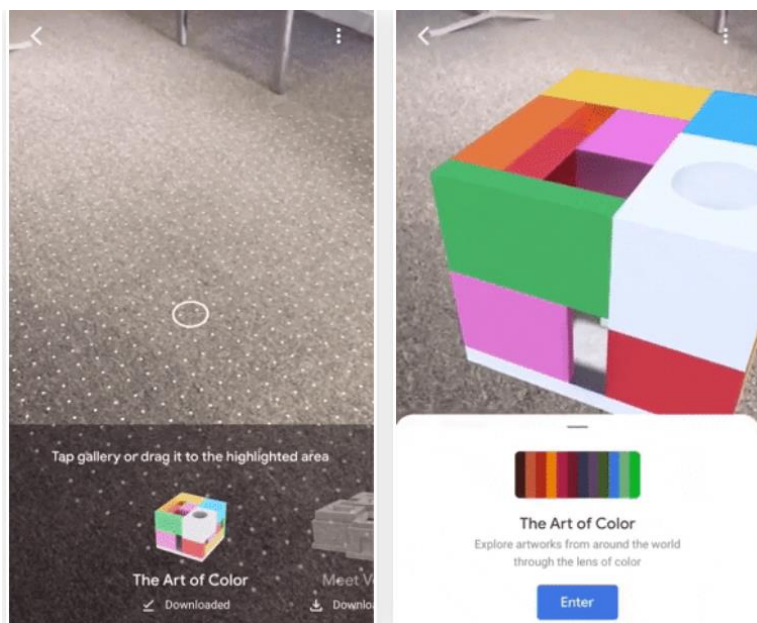 Tap gallery or drag it to the highlighted area
The Art of Color
Meet
Downloaded
The Art of Color
Explore artworks from around the world
through the lens of color
Enter